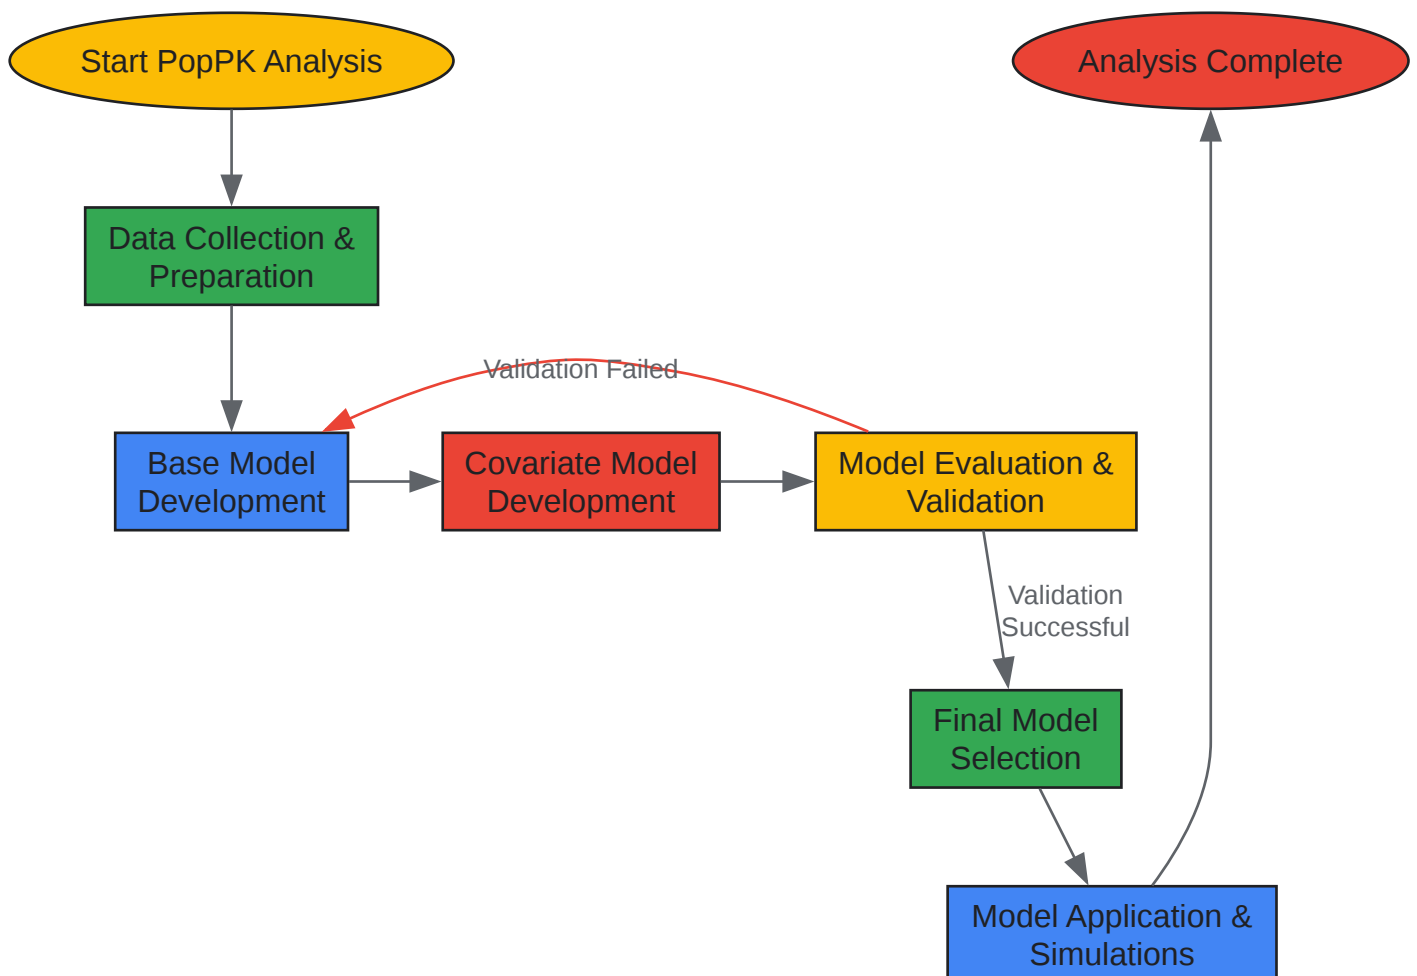 Start PopPK Analysis
Analysis Complete
Data Collection &
Preparation
Validation Failed
Base Model
Development
Covariate Model
Development
Model Evaluation &
Validation
Validation
Successful
Final Model
Selection
Model Application &
Simulations